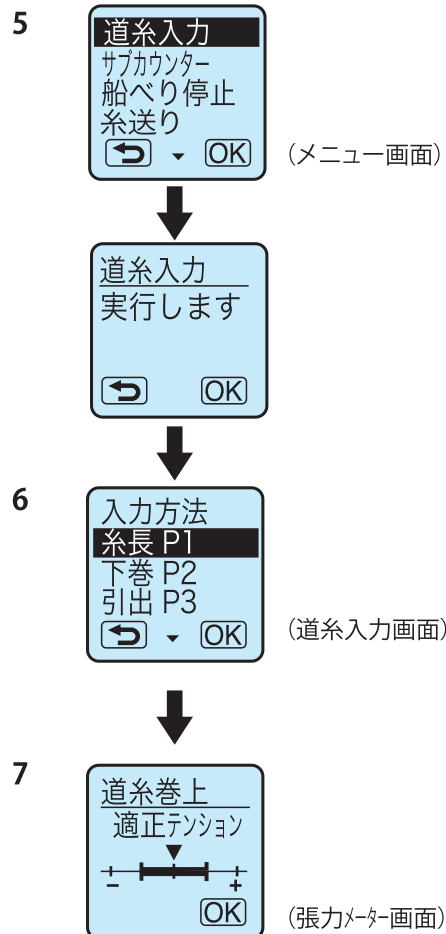 5
道糸入力
サブカウンター
船べり停止
糸送り
OK
(メニュー画面)
道糸入力
実行します
OK
6
入力方法
糸長 P1
下巻 P2
引出 P3
OK
(道糸入力画面)
7
道糸巻上
適正テンション
− +
OK
(張力メーター画面)